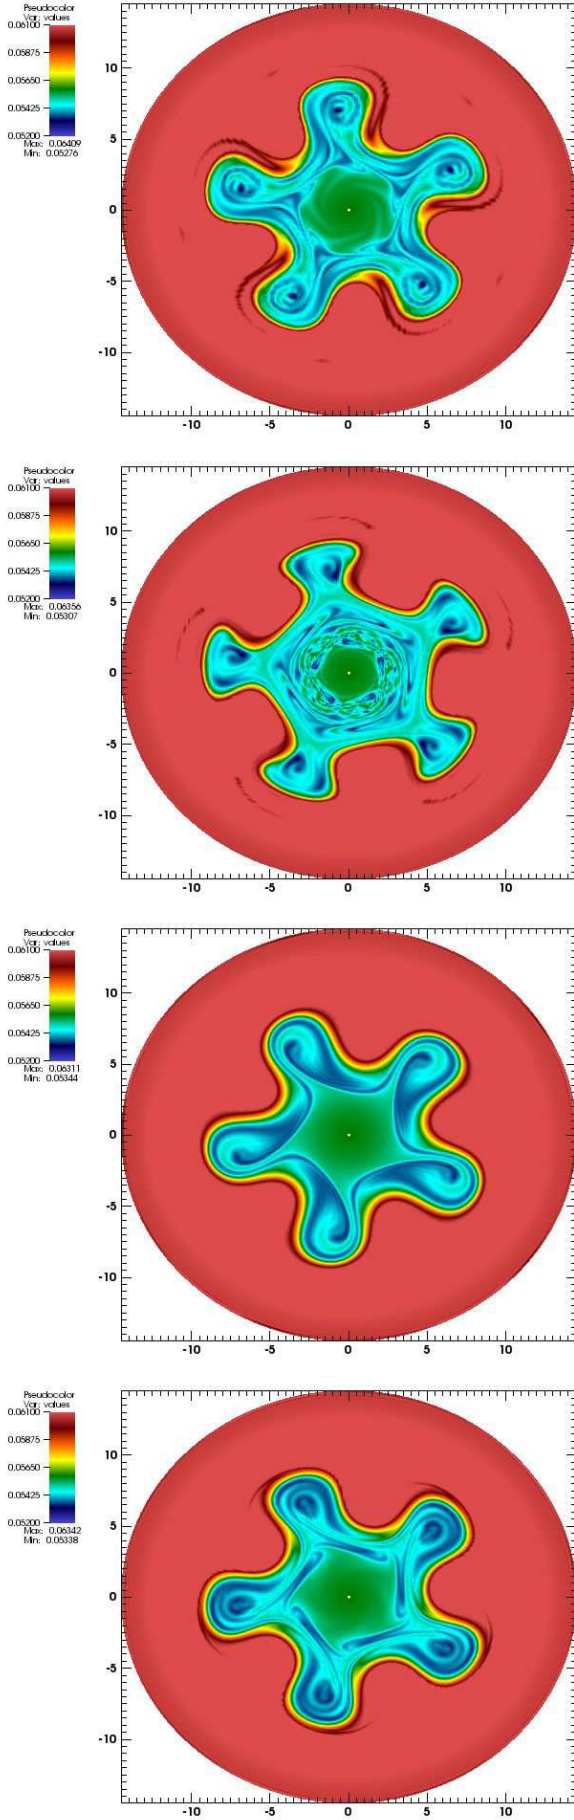 Pseudocolor
Var: values
0.06100
0.05875
0.05650
0.05425
0.05200
Max: 0.06409
Min: 0.05276
10
5
0
-5
-10
-10 -5 0 5 10
Pseudocolor
Var: values
0.06100
0.05875
0.05650
0.05425
0.05200
Max: 0.06356
Min: 0.05307
10
5
0
-5
-10
-10 -5 0 5 10
Pseudocolor
Var: values
0.06100
0.05875
0.05650
0.05425
0.05200
Max: 0.06311
Min: 0.05344
10
5
0
-5
-10
-10 -5 0 5 10
Pseudocolor
Var: values
0.06100
0.05875
0.05650
0.05425
0.05200
Max: 0.06342
Min: 0.05338
10
5
0
-5
-10
-10 -5 0 5 10